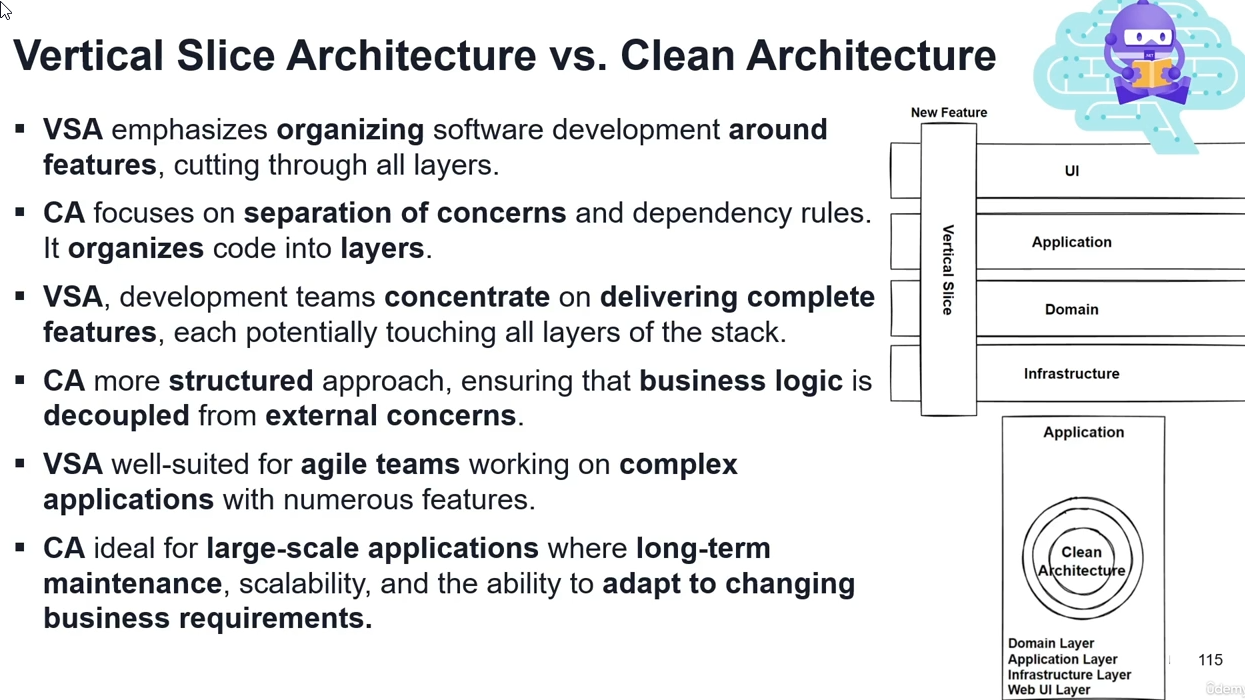 Vertical Slice Architecture vs. Clean Architecture
▪ VSA emphasizes organizing software development around
features, cutting through all layers.
▪ CA focuses on separation of concerns and dependency rules.
It organizes code into layers.
▪ VSA, development teams concentrate on delivering complete
features, each potentially touching all layers of the stack.
▪ CA more structured approach, ensuring that business logic is
decoupled from external concerns.
▪ VSA well-suited for agile teams working on complex
applications with numerous features.
▪ CA ideal for large-scale applications where long-term
maintenance, scalability, and the ability to adapt to changing
business requirements.
New Feature
Vertical Slice
UI
Application
Domain
Infrastructure
Application
Clean
Architecture
Domain Layer
Application Layer
Infrastructure Layer
Web UI Layer
115
ûdemy